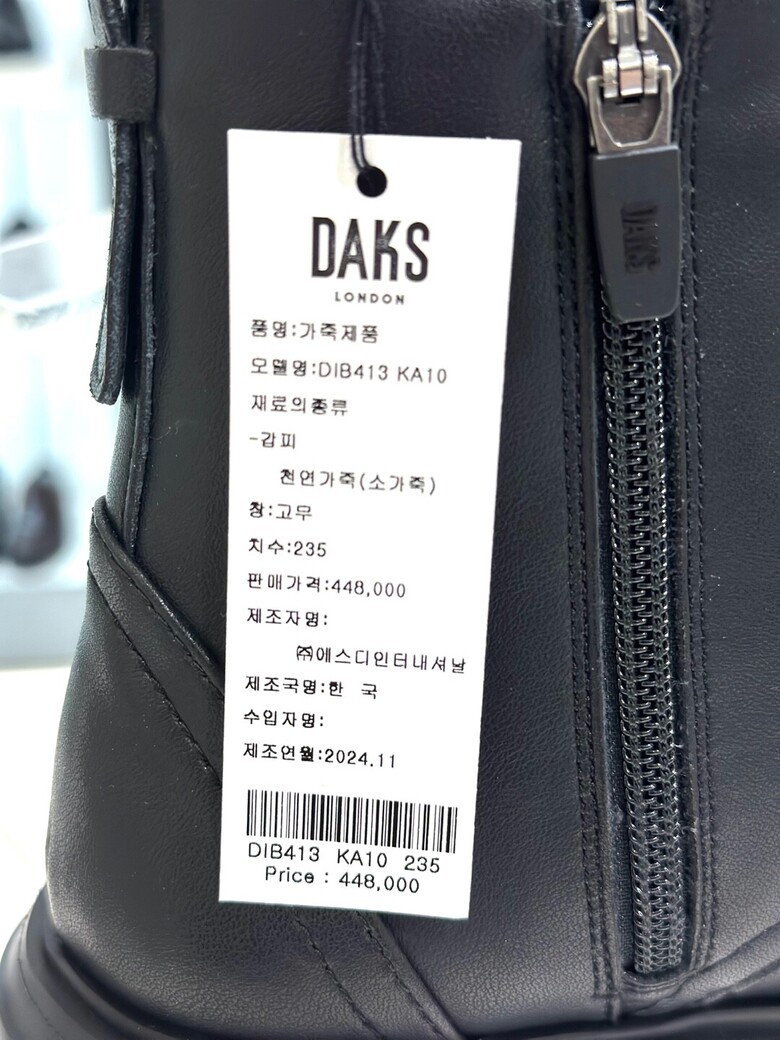 DAKS
LONDON
품명:가죽제품
모델명:DIB413 KA10
재료의종류
-갑피
천연가죽(소가죽)
창:고무
치수:235
판매가격:448,000
제조자명:
㈜에스디인터내셔날
제조국명:한 국
수입자명:
제조연월:2024.11
DIB413 KA10 235
Price : 448,000
DAKS